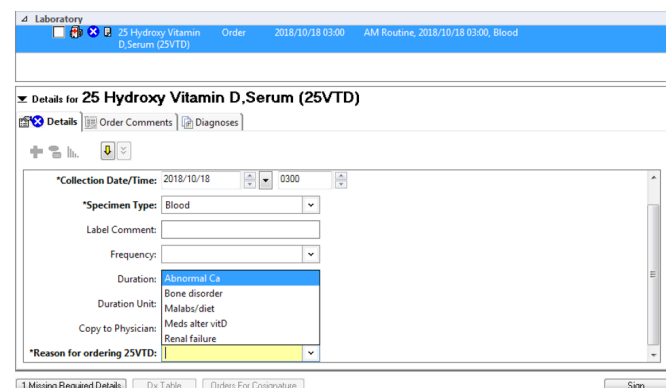 Laboratory
25 Hydroxy Vitamin D,Serum (25VTD) Order 2018/10/18 03:00 AM Routine, 2018/10/18 03:00, Blood
Details for 25 Hydroxy Vitamin D,Serum (25VTD)
Details Order Comments Diagnoses
*Collection Date/Time: 2018/10/18 0300
*Specimen Type: Blood
Label Comment:
Frequency:
Duration: Abnormal Ca
Bone disorder
Duration Unit: Malabs/diet
Copy to Physician: Meds alter vitD
Renal failure
*Reason for ordering 25VTD:
1 Missing Required Details Dx Table Orders For Cosignature Sign